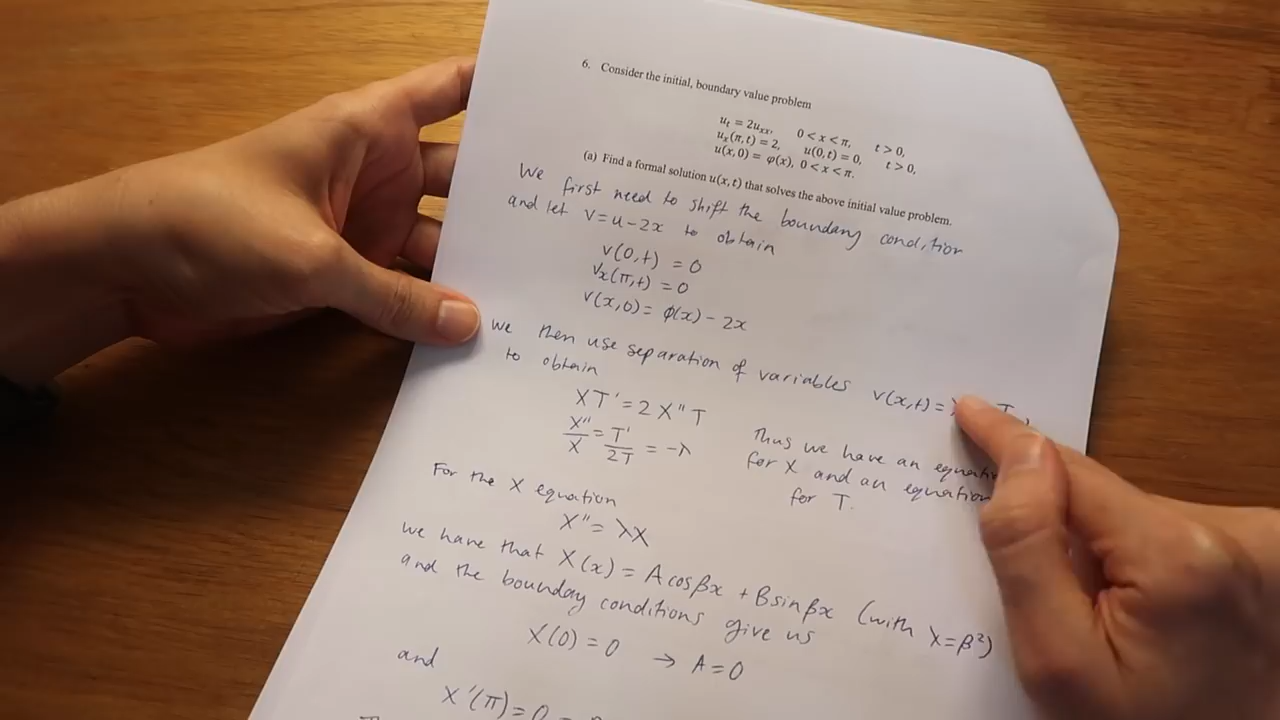 6. Consider the initial, boundary value problem
u_t = 2u_xx, 0 < x < π, t > 0,
u_x(π, t) = 2, u(0, t) = 0, t > 0,
u(x, 0) = φ(x), 0 < x < π.
(a) Find a formal solution u(x, t) that solves the above initial value problem.
We first need to shift the boundary condition
and let v = u - 2x to obtain
v(0,t) = 0
v_x(π,t) = 0
v(x,0) = φ(x) - 2x
We then use separation of variables v(x,t) =
to obtain
XT' = 2X''T
X''/X = T'/2T = -λ
Thus we have an
for X and an equation
for T.
For the X equation
X'' = λX
we have that X(x) = A cos βx + B sin βx (with λ = β²)
and the boundary conditions give us
X(0) = 0 → A = 0
and
X'(π) = 0